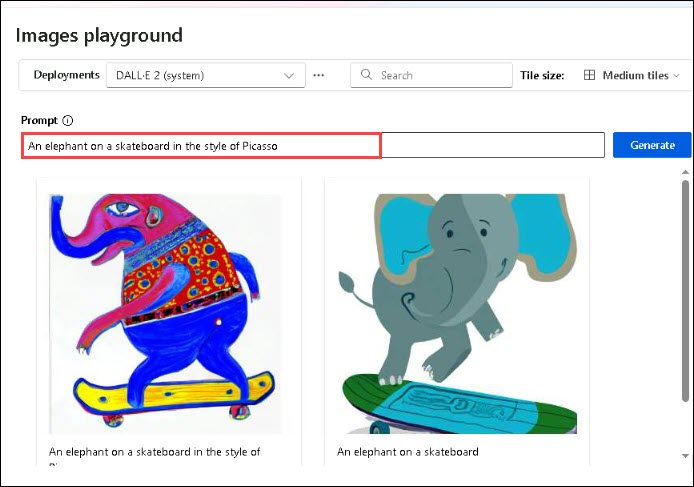 Images playground
Deployments DALL·E 2 (system) ··· Search Tile size: Medium tiles
Prompt
An elephant on a skateboard in the style of Picasso Generate
An elephant on a skateboard in the style of An elephant on a skateboard